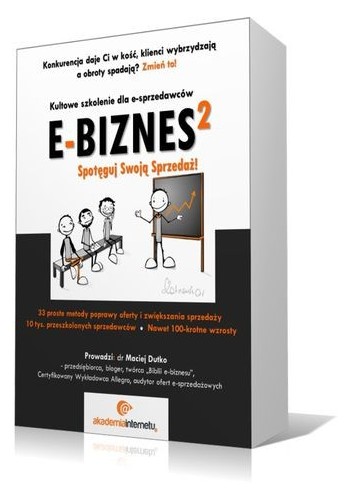 Konkurencja daje Ci w kość, klienci wybrzydzają
a obroty spadają? Zmień to!
Kultowe szkolenie dla e-sprzedawców
E-BIZNES²
Spotęguj Swoją Sprzedaż!
33 proste metody poprawy oferty i zwiększania sprzedaży
10 tys. przeszkolonych sprzedawców • Nawet 100-krotne wzrosty
Prowadzi: dr Maciej Dutko
- przedsiębiorca, bloger, twórca „Biblii e-biznesu",
Certyfikowany Wykładowca Allegro, audytor ofert e-sprzedażowych
akademiainternetu